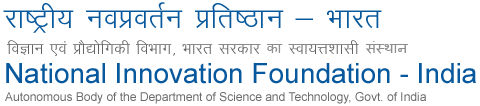 राष्ट्रीय नवप्रवर्तन प्रतिष्ठान – भारत
विज्ञान एवं प्रौद्योगिकी विभाग, भारत सरकार का स्वायत्तशासी संस्थान
National Innovation Foundation - India
Autonomous Body of the Department of Science and Technology, Govt. of India